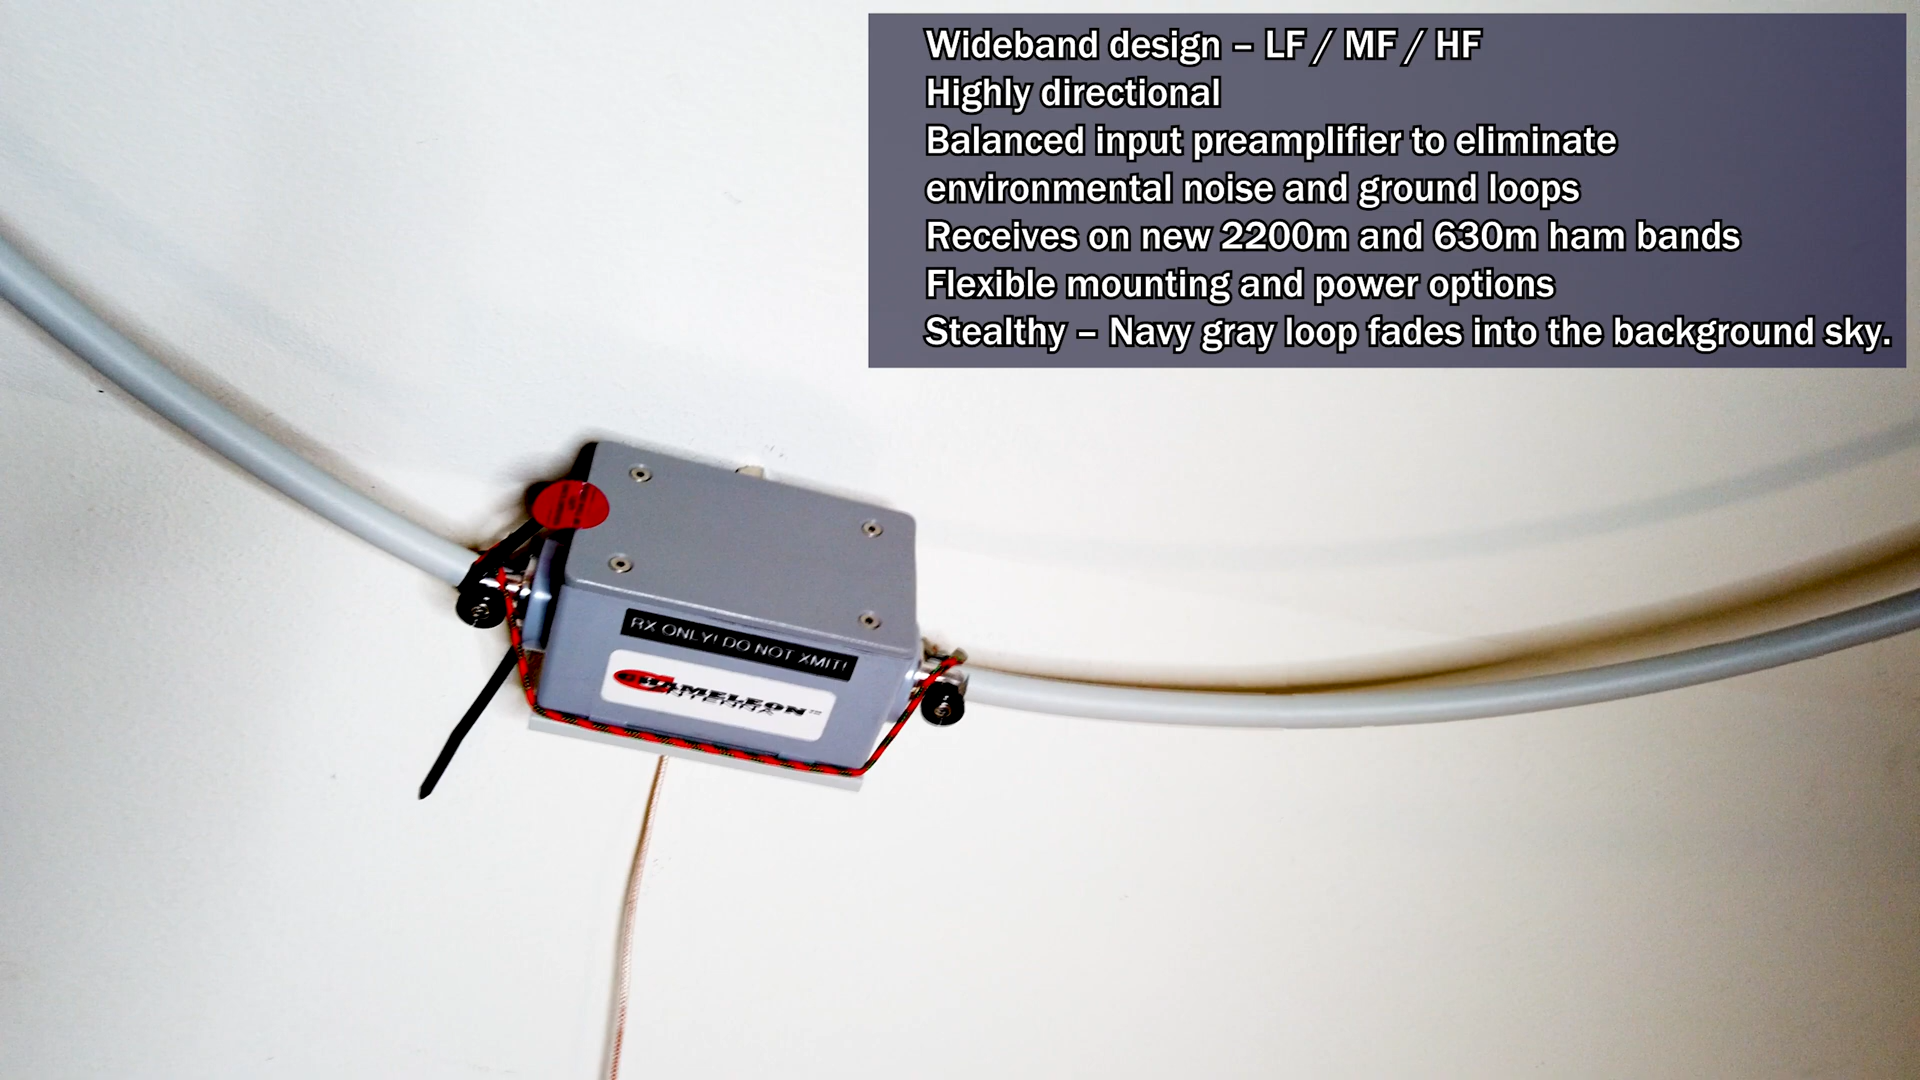 Wideband design – LF / MF / HF
Highly directional
Balanced input preamplifier to eliminate
environmental noise and ground loops
Receives on new 2200m and 630m ham bands
Flexible mounting and power options
Stealthy – Navy gray loop fades into the background sky.
RX ONLY! DO NOT XMIT!
CHAMELEON™
ANTENNA